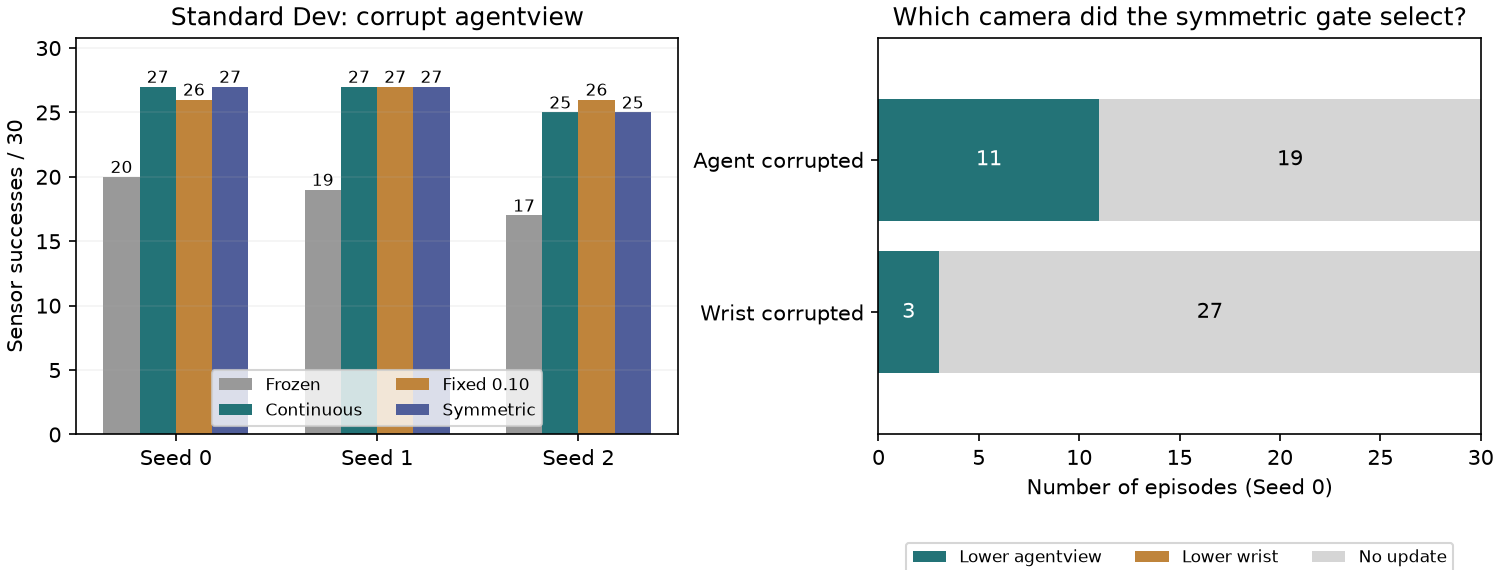 Standard Dev: corrupt agentview
Sensor successes / 30
30
25
20
15
10
5
0
20
27
26
27
19
27
27
27
17
25
26
25
Frozen
Fixed 0.10
Continuous
Symmetric
Seed 0
Seed 1
Seed 2
Which camera did the symmetric gate select?
Agent corrupted
11
19
Wrist corrupted
3
27
0
5
10
15
20
25
30
Number of episodes (Seed 0)
Lower agentview
Lower wrist
No update